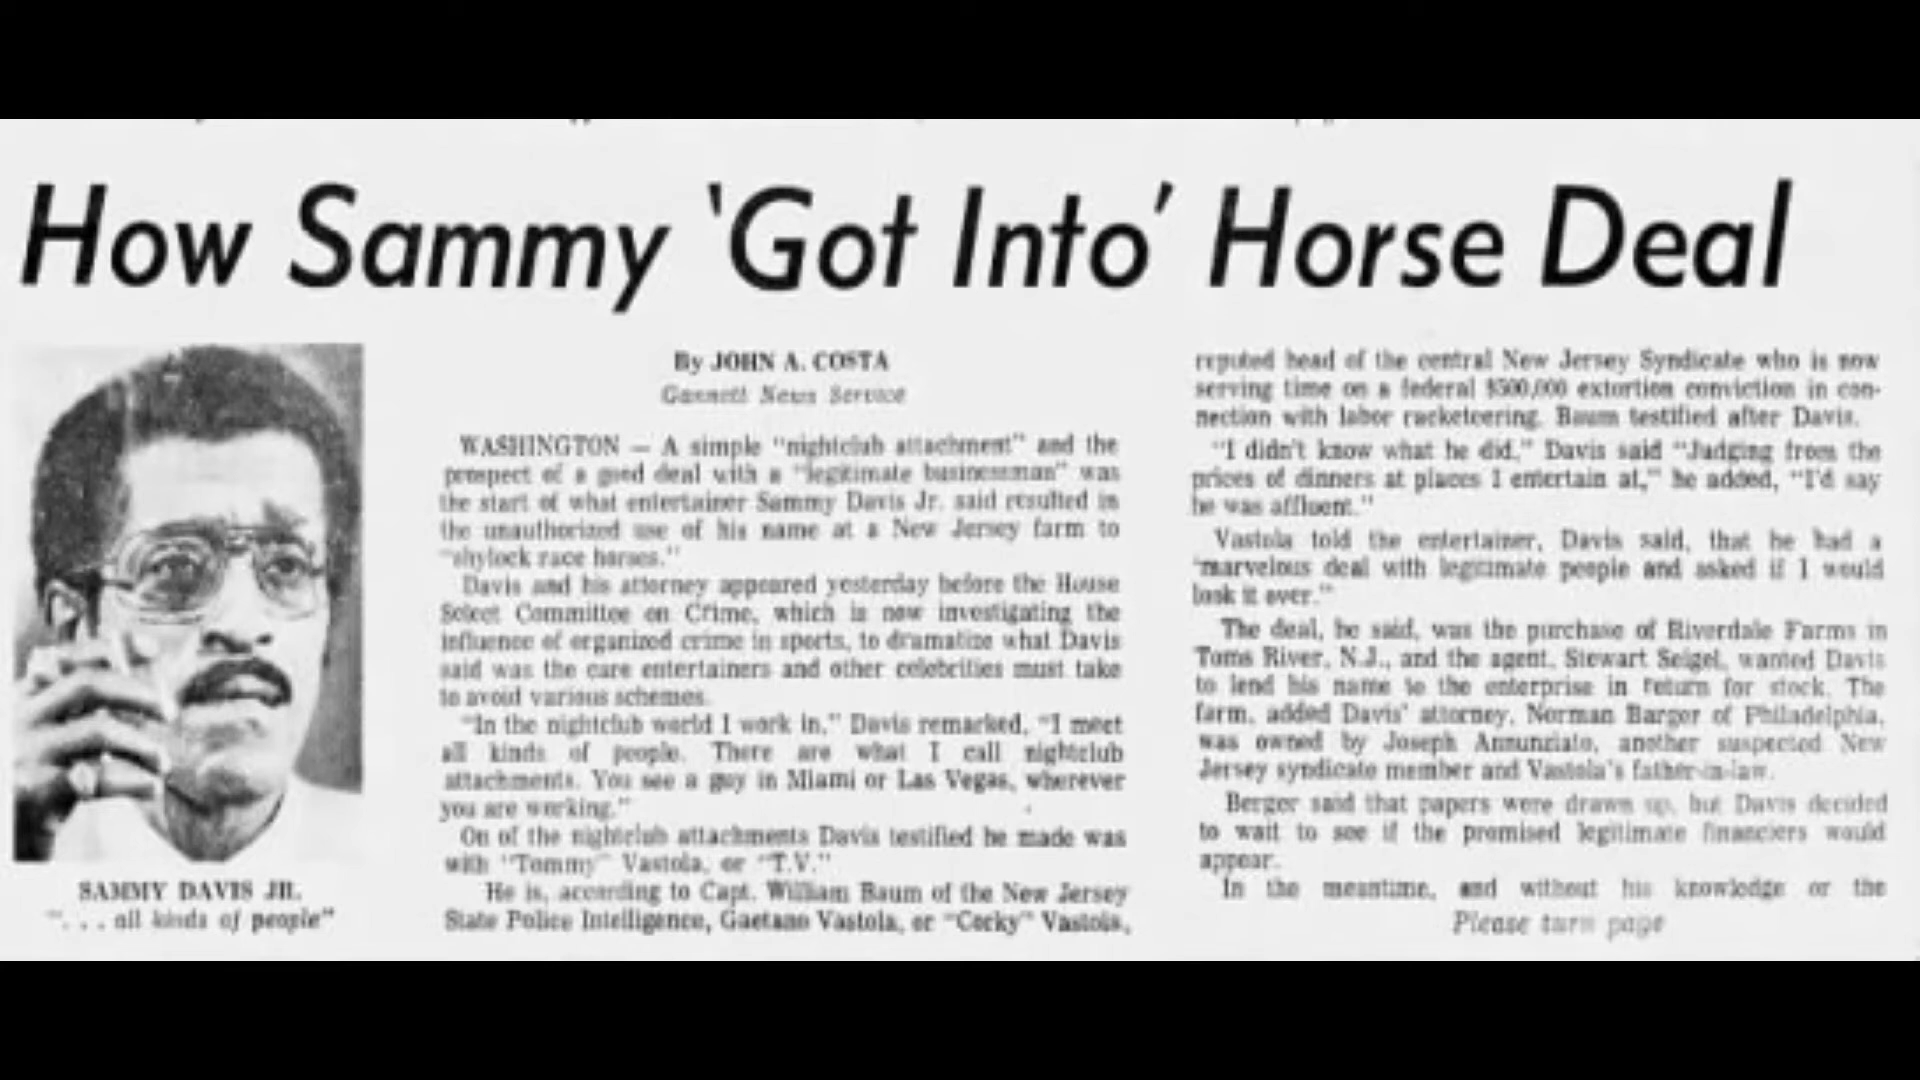 How Sammy 'Got Into' Horse Deal
SAMMY DAVIS JR.
". . . all kinds of people"
By JOHN A. COSTA
Gannett News Service
WASHINGTON — A simple "nightclub attachment" and the
prospect of a good deal with a "legitimate businessman" was
the start of what entertainer Sammy Davis Jr. said resulted in
the unauthorized use of his name at a New Jersey farm to
"shylock race horses."
Davis and his attorney appeared yesterday before the House
Select Committee on Crime, which is now investigating the
influence of organized crime in sports, to dramatize what Davis
said was the care entertainers and other celebrities must take
to avoid various schemes.
"In the nightclub world I work in," Davis remarked, "I meet
all kinds of people. There are what I call nightclub
attachments. You see a guy in Miami or Las Vegas, wherever
you are working."
On of the nightclub attachments Davis testified he made was
with "Tommy" Vastola, or "T.V."
He is, according to Capt. William Baum of the New Jersey
State Police Intelligence, Gaetano Vastola, or "Corky" Vastola,
reputed head of the central New Jersey Syndicate who is now
serving time on a federal $500,000 extortion conviction in con-
nection with labor racketeering. Baum testified after Davis.
"I didn't know what he did," Davis said "Judging from the
prices of dinners at places I entertain at," he added, "I'd say
he was affluent."
Vastola told the entertainer, Davis said, that he had a
"marvelous deal with legitimate people and asked if I would
look it over."
The deal, he said, was the purchase of Riverdale Farms in
Toms River, N.J., and the agent, Stewart Seigel, wanted Davis
to lend his name to the enterprise in return for stock. The
farm, added Davis' attorney, Norman Barger of Philadelphia,
was owned by Joseph Annunziato, another suspected New
Jersey syndicate member and Vastola's father-in-law.
Berger said that papers were drawn up, but Davis decided
to wait to see if the promised legitimate financiers would
appear.
In the meantime, and without his knowledge or the
Please turn page